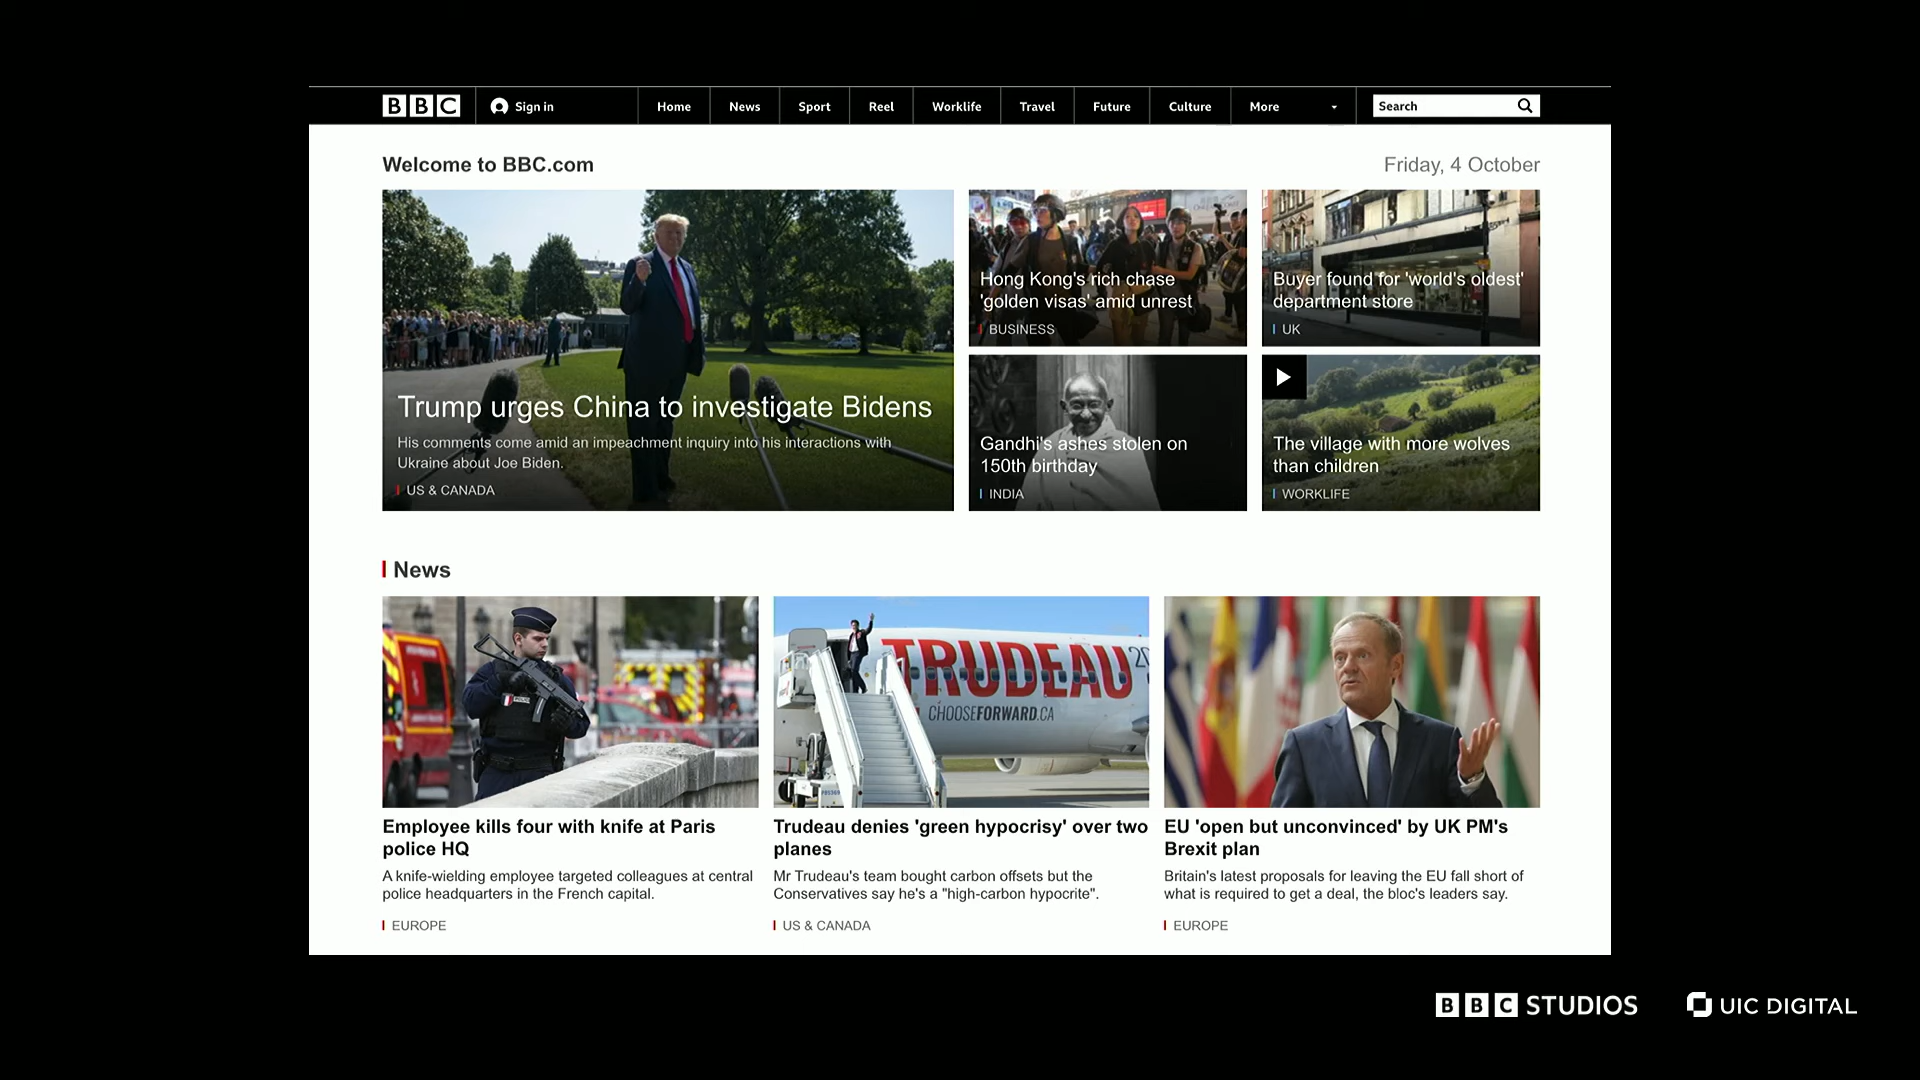 BBC
Sign in
Home
News
Sport
Reel
Worklife
Travel
Future
Culture
More
Search
Welcome to BBC.com
Friday, 4 October
Trump urges China to investigate Bidens
His comments come amid an impeachment inquiry into his interactions with
Ukraine about Joe Biden.
US & CANADA
Hong Kong's rich chase
'golden visas' amid unrest
BUSINESS
Buyer found for 'world's oldest'
department store
UK
Gandhi's ashes stolen on
150th birthday
INDIA
The village with more wolves
than children
WORKLIFE
News
TRUDEAU
CHOOSEFORWARD.CA
Employee kills four with knife at Paris
police HQ
A knife-wielding employee targeted colleagues at central
police headquarters in the French capital.
EUROPE
Trudeau denies 'green hypocrisy' over two
planes
Mr Trudeau's team bought carbon offsets but the
Conservatives say he's a "high-carbon hypocrite".
US & CANADA
EU 'open but unconvinced' by UK PM's
Brexit plan
Britain's latest proposals for leaving the EU fall short of
what is required to get a deal, the bloc's leaders say.
EUROPE
BBC STUDIOS
UIC DIGITAL